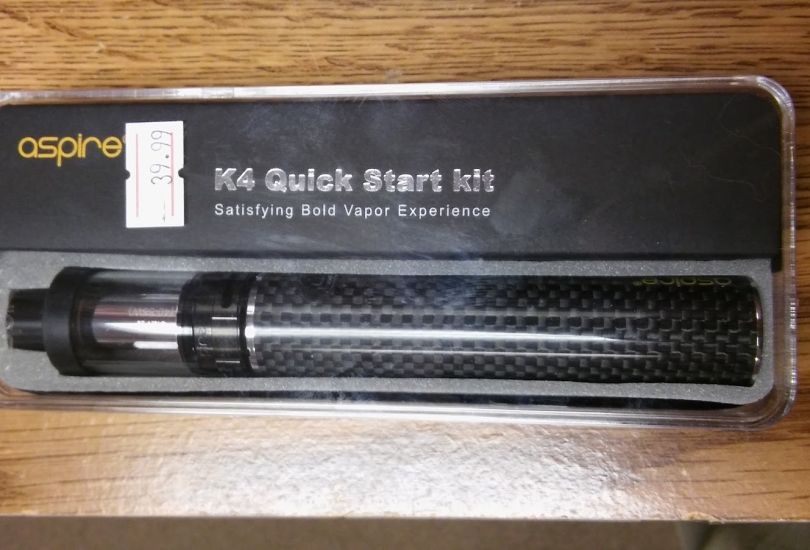 aspire
39.99
K4 Quick Start kit
Satisfying Bold Vapor Experience
aspire